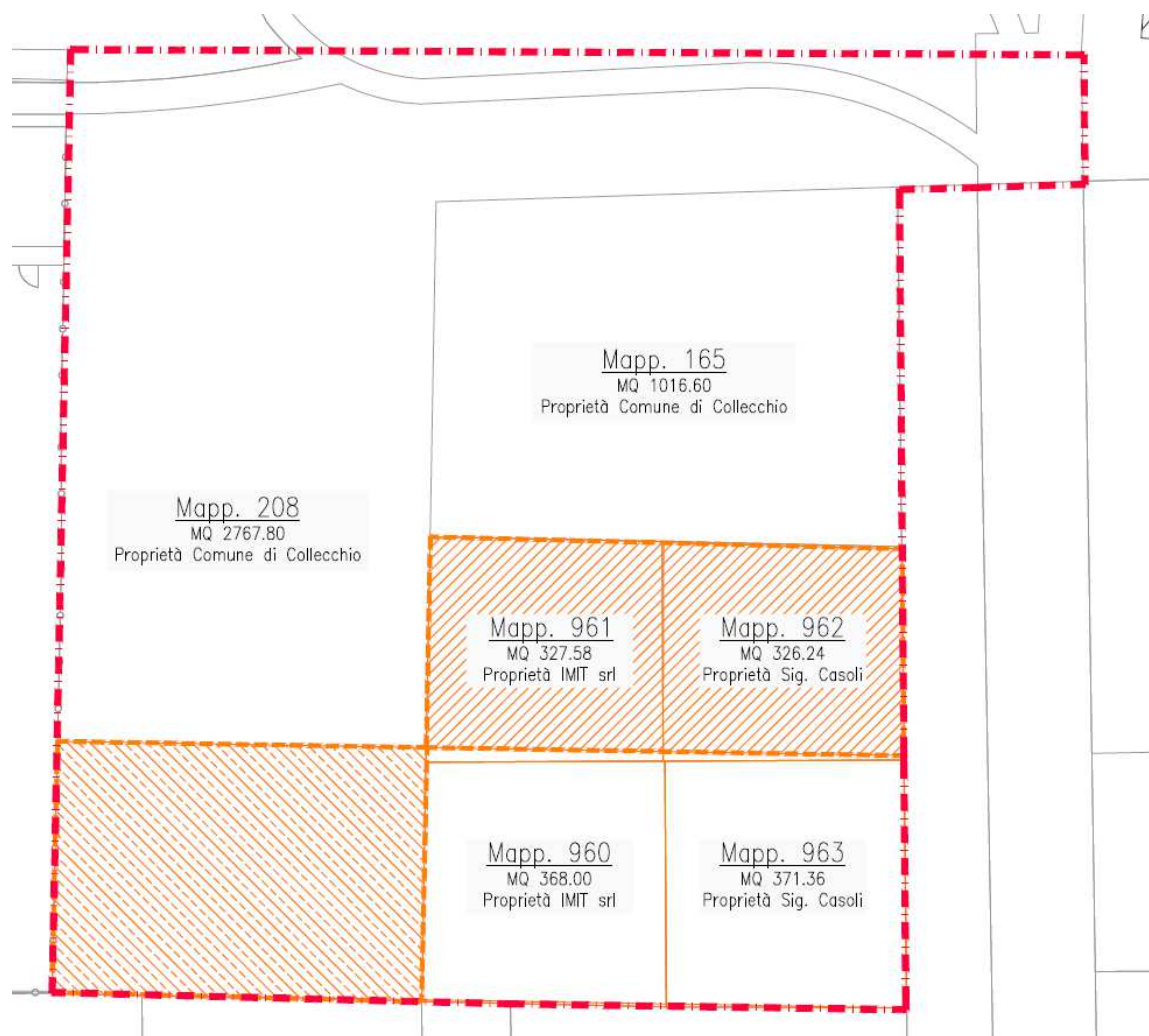 Mapp. 165
MQ 1016.60
Proprietà Comune di Collecchio
Mapp. 208
MQ 2767.80
Proprietà Comune di Collecchio
Mapp. 961
MQ 327.58
Proprietà IMIT srl
Mapp. 962
MQ 326.24
Proprietà Sig. Casoli
Mapp. 960
MQ 368.00
Proprietà IMIT srl
Mapp. 963
MQ 371.36
Proprietà Sig. Casoli